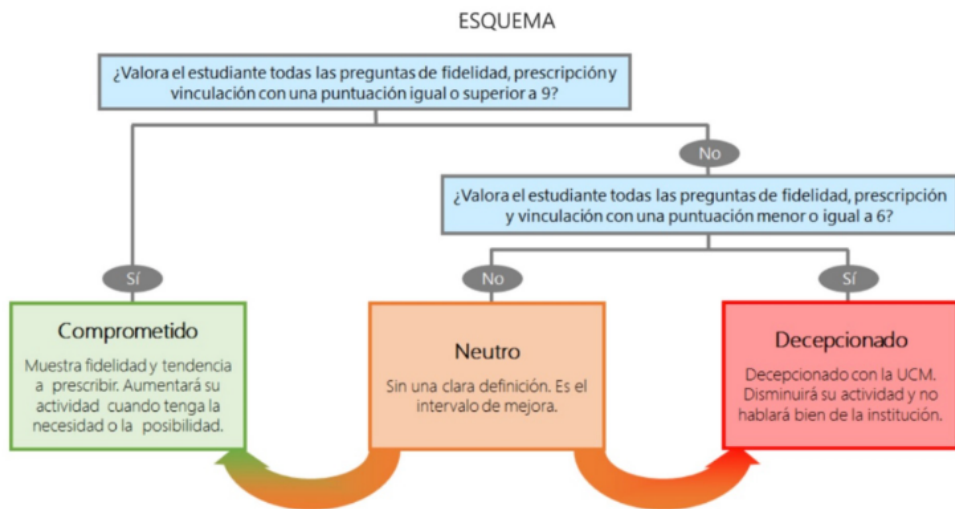 ESQUEMA
¿Valora el estudiante todas las preguntas de fidelidad, prescripción y
vinculación con una puntuación igual o superior a 9?
No
¿Valora el estudiante todas las preguntas de fidelidad, prescripción
y vinculación con una puntuación menor o igual a 6?
Sí
No
Sí
Comprometido
Muestra fidelidad y tendencia
a prescribir. Aumentará su
actividad cuando tenga la
necesidad o la posibilidad.
Neutro
Sin una clara definición. Es el
intervalo de mejora.
Decepcionado
Decepcionado con la UCM.
Disminuirá su actividad y no
hablará bien de la institución.